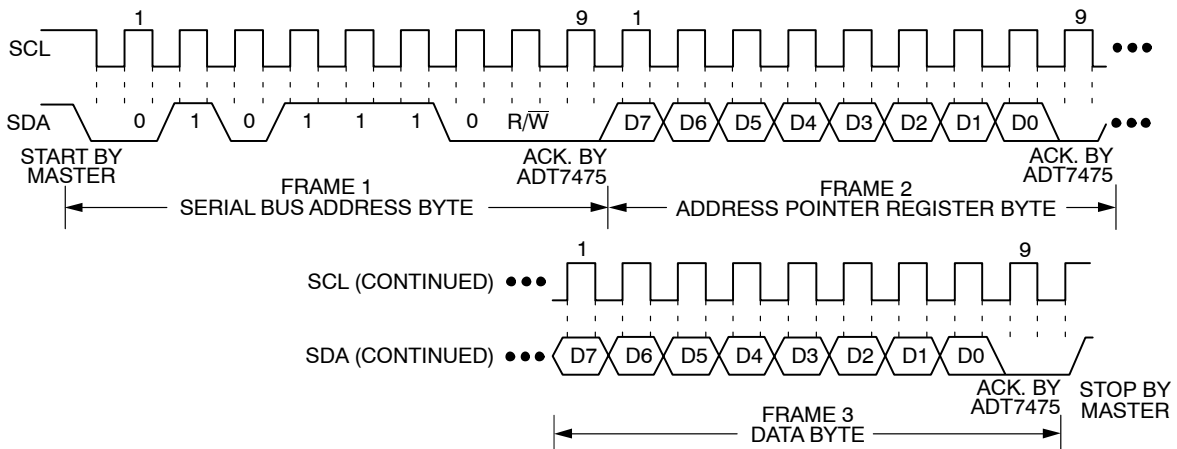 1 9 1 9
SCL
SDA 0 1 0 1 1 1 0 R/W D7 D6 D5 D4 D3 D2 D1 D0
START BY
MASTER
ACK. BY
ADT7475
ACK. BY
ADT7475
FRAME 1
SERIAL BUS ADDRESS BYTE
FRAME 2
ADDRESS POINTER REGISTER BYTE
1 9
SCL (CONTINUED)
SDA (CONTINUED) D7 D6 D5 D4 D3 D2 D1 D0
ACK. BY
ADT7475
STOP BY
MASTER
FRAME 3
DATA BYTE